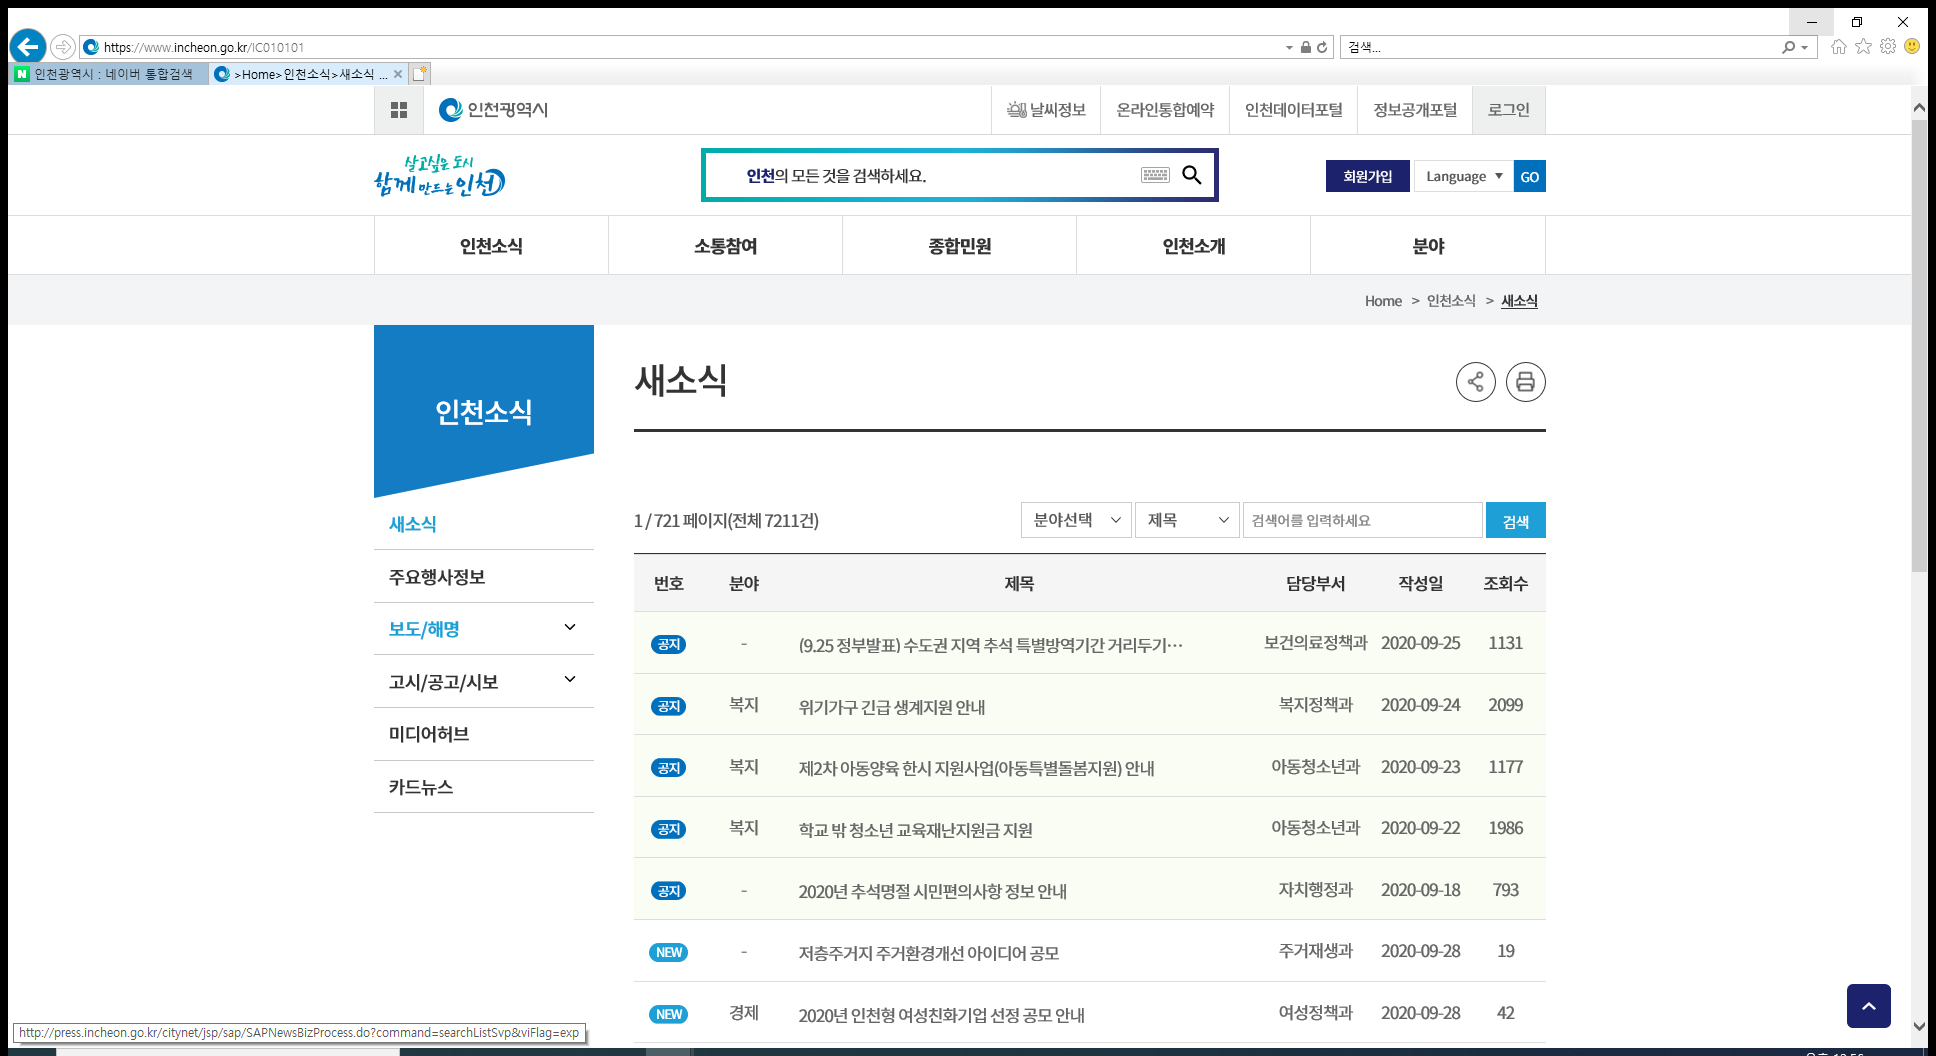 https://www.incheon.go.kr/IC010101
검색...
인천광역시 : 네이버 통합검색
>Home>인천소식>새소식 ...
인천광역시
날씨정보
온라인통합예약
인천데이터포털
정보공개포털
로그인
살고싶은 도시
함께 만드는 인천
인천의 모든 것을 검색하세요.
회원가입
Language
GO
인천소식
소통참여
종합민원
인천소개
분야
Home > 인천소식 > 새소식
인천소식
새소식
주요행사정보
보도/해명
고시/공고/시보
미디어허브
카드뉴스
새소식
1 / 721 페이지(전체 7211건)
분야선택
제목
검색어를 입력하세요
검색
번호 분야 제목 담당부서 작성일 조회수
공지 - (9.25 정부발표) 수도권 지역 추석 특별방역기간 거리두기… 보건의료정책과 2020-09-25 1131
공지 복지 위기가구 긴급 생계지원 안내 복지정책과 2020-09-24 2099
공지 복지 제2차 아동양육 한시 지원사업(아동특별돌봄지원) 안내 아동청소년과 2020-09-23 1177
공지 복지 학교 밖 청소년 교육재난지원금 지원 아동청소년과 2020-09-22 1986
공지 - 2020년 추석명절 시민편의사항 정보 안내 자치행정과 2020-09-18 793
NEW - 저층주거지 주거환경개선 아이디어 공모 주거재생과 2020-09-28 19
NEW 경제 2020년 인천형 여성친화기업 선정 공모 안내 여성정책과 2020-09-28 42
http://press.incheon.go.kr/citynet/jsp/sap/SAPNewsBizProcess.do?command=searchListSvp&viFlag=exp